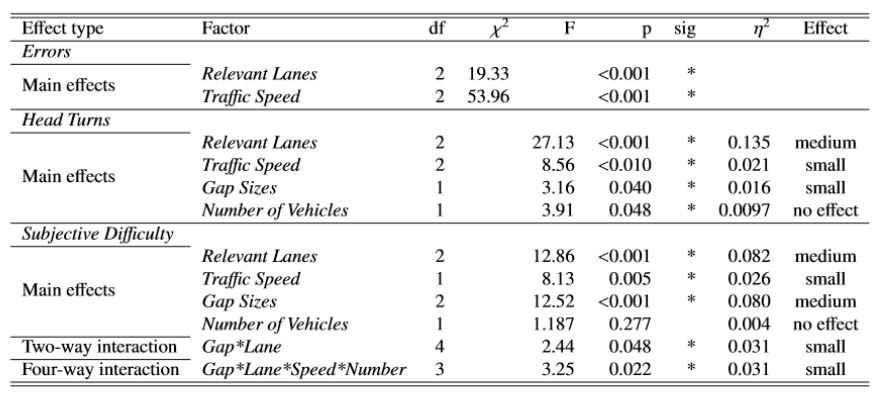 Effect type Factor df χ² F p sig η² Effect
Errors
Main effects
Relevant Lanes 2 19.33 <0.001 *
Traffic Speed 2 53.96 <0.001 *
Head Turns
Main effects
Relevant Lanes 2 27.13 <0.001 * 0.135 medium
Traffic Speed 2 8.56 <0.010 * 0.021 small
Gap Sizes 1 3.16 0.040 * 0.016 small
Number of Vehicles 1 3.91 0.048 * 0.0097 no effect
Subjective Difficulty
Main effects
Relevant Lanes 2 12.86 <0.001 * 0.082 medium
Traffic Speed 1 8.13 0.005 * 0.026 small
Gap Sizes 2 12.52 <0.001 * 0.080 medium
Number of Vehicles 1 1.187 0.277 0.004 no effect
Two-way interaction Gap*Lane 4 2.44 0.048 * 0.031 small
Four-way interaction Gap*Lane*Speed*Number 3 3.25 0.022 * 0.031 small